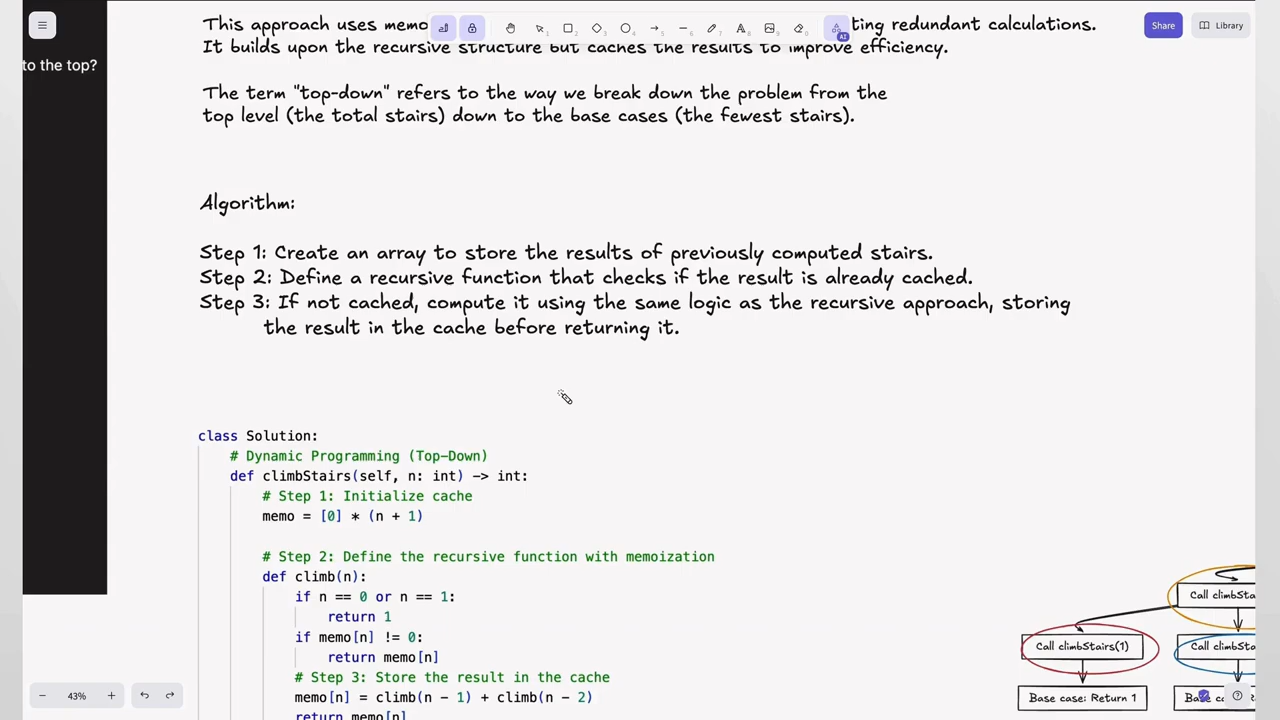 This approach uses memo
ting redundant calculations.
Share
Library
It builds upon the recursive structure but caches the results to improve efficiency.
to the top?
The term "top-down" refers to the way we break down the problem from the
top level (the total stairs) down to the base cases (the fewest stairs).
Algorithm:
Step 1: Create an array to store the results of previously computed stairs.
Step 2: Define a recursive function that checks if the result is already cached.
Step 3: If not cached, compute it using the same logic as the recursive approach, storing
the result in the cache before returning it.
class Solution:
# Dynamic Programming (Top-Down)
def climbStairs(self, n: int) -> int:
# Step 1: Initialize cache
memo = [0] * (n + 1)
# Step 2: Define the recursive function with memoization
def climb(n):
if n == 0 or n == 1:
return 1
if memo[n] != 0:
return memo[n]
# Step 3: Store the result in the cache
memo[n] = climb(n - 1) + climb(n - 2)
return memo[n]
Call climbSta
Call climbStairs(1)
Call climbSta
Base case: Return 1
43%